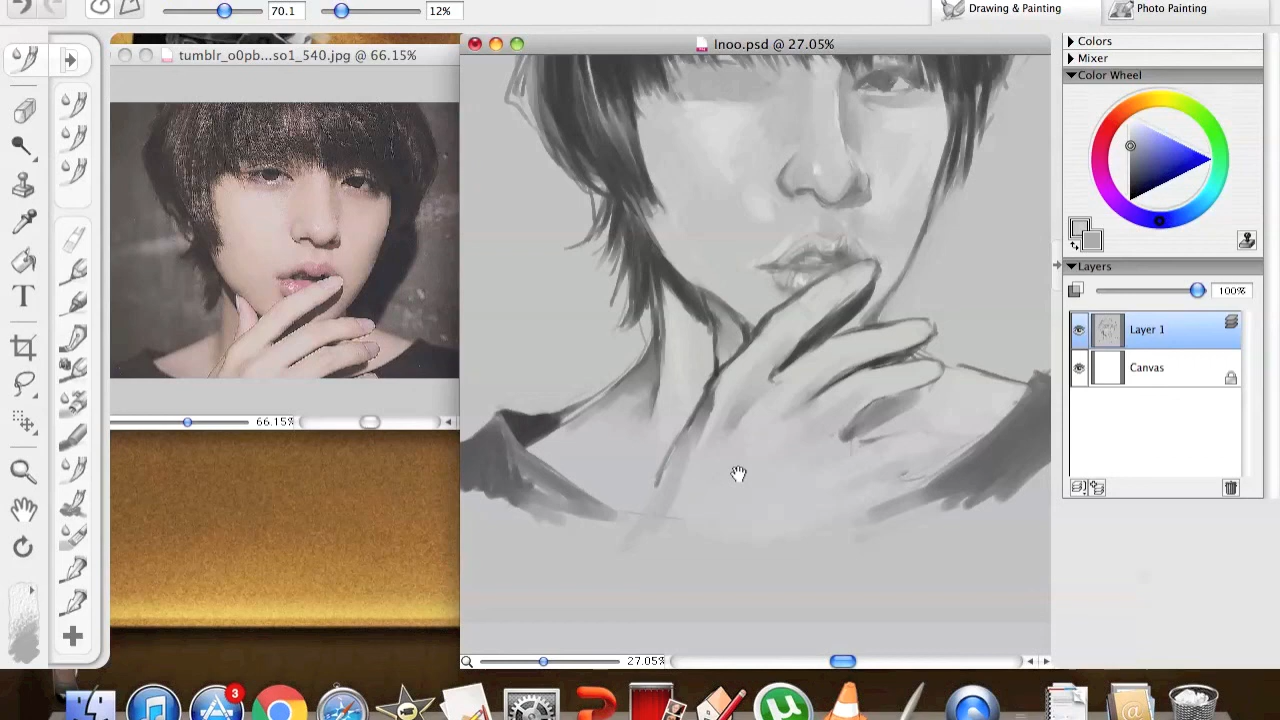 70.1
12%
Drawing & Painting
Photo Painting
tumblr_o0pb...so1_540.jpg @ 66.15%
Inoo.psd @ 27.05%
Colors
Mixer
Color Wheel
Layers
100%
Layer 1
Canvas
T
66.15%
27.05%
3